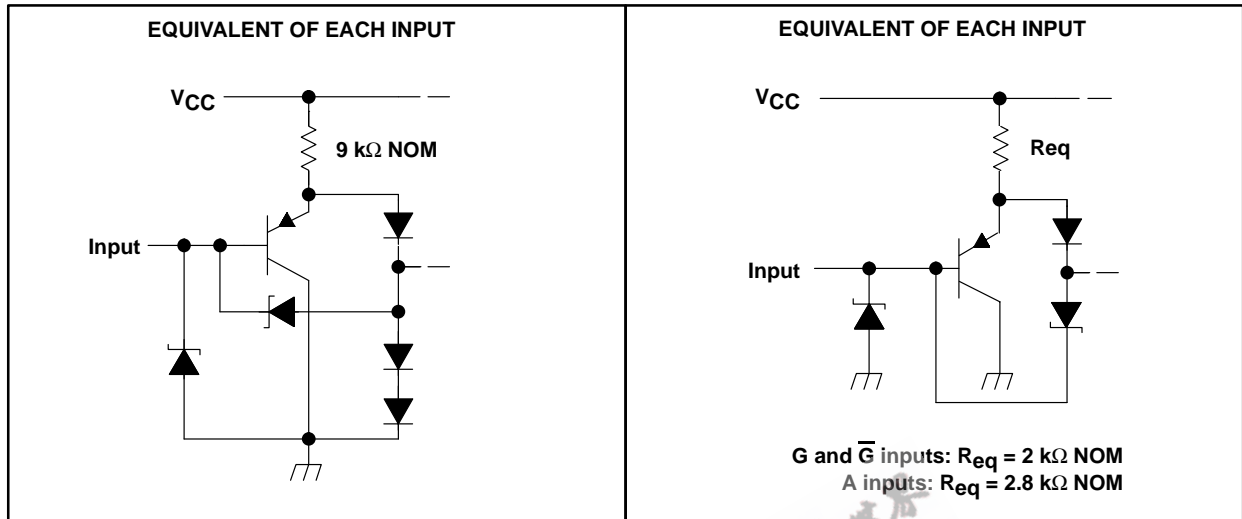 EQUIVALENT OF EACH INPUT
VCC
9 kΩ NOM
Input
EQUIVALENT OF EACH INPUT
VCC
Req
Input
G and G̅ inputs: Req = 2 kΩ NOM
A inputs: Req = 2.8 kΩ NOM